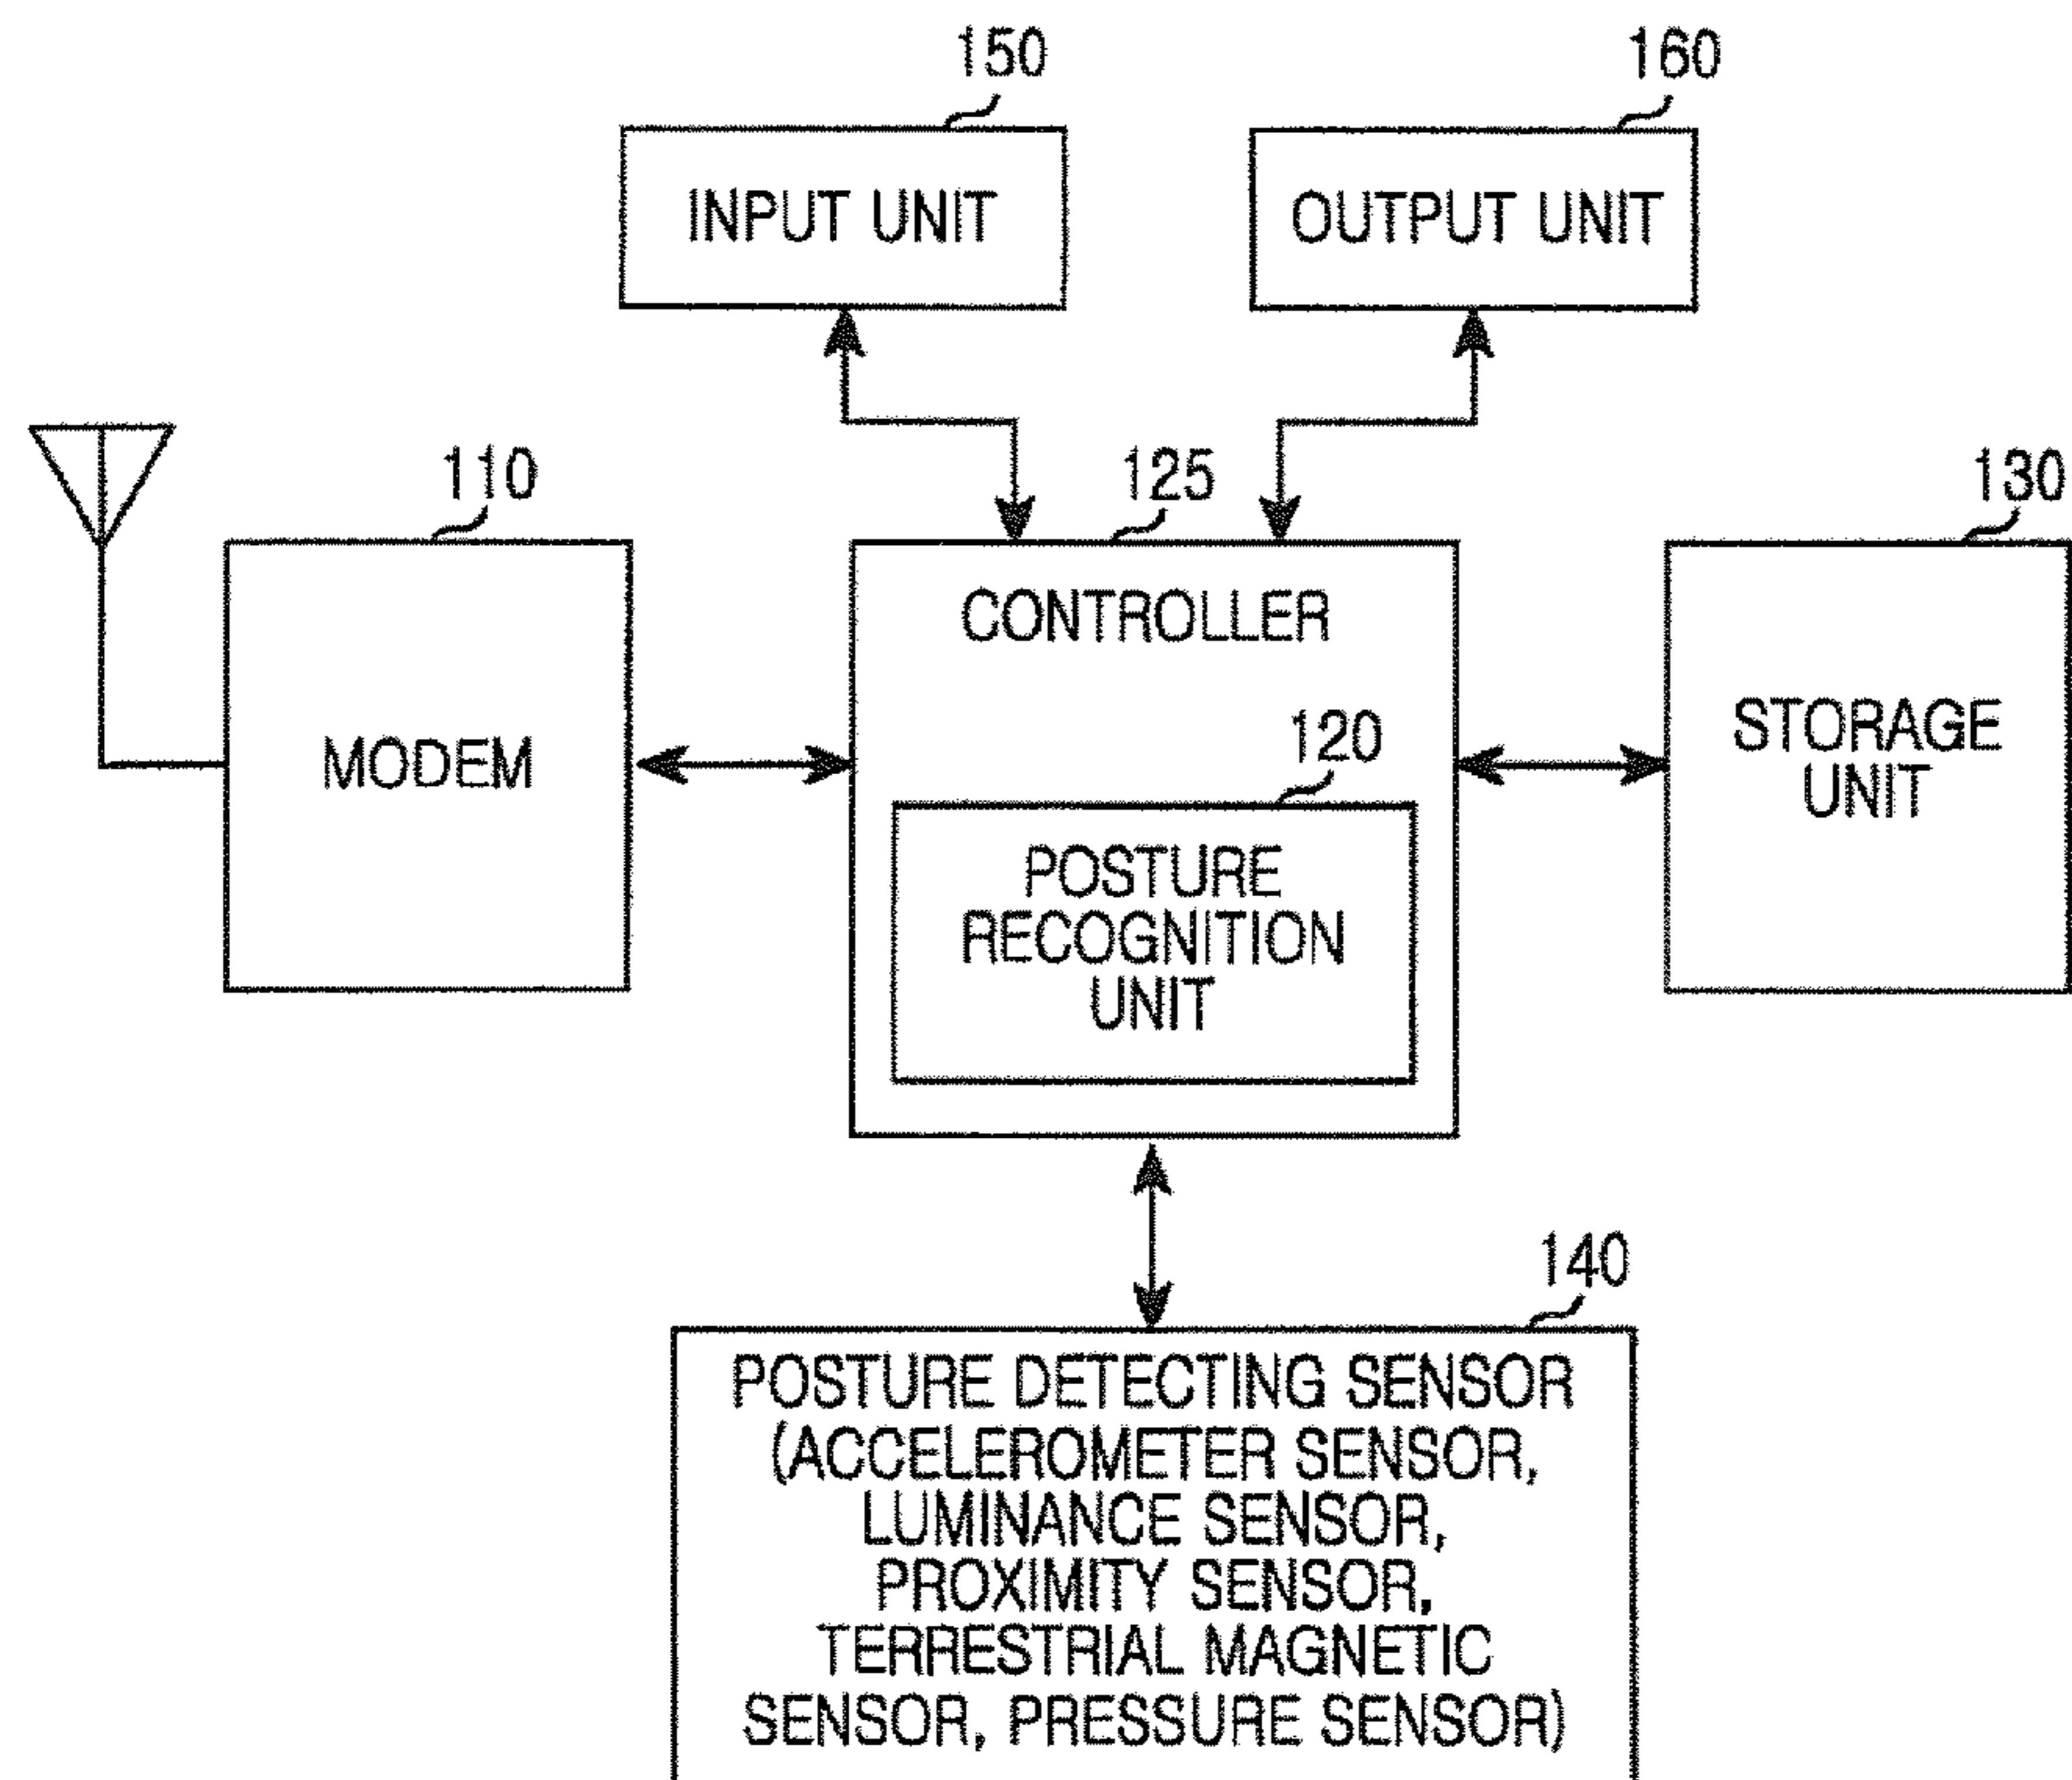 150
160
INPUT UNIT
OUTPUT UNIT
110
125
130
CONTROLLER
MODEM
120
STORAGE
UNIT
POSTURE
RECOGNITION
UNIT
140
POSTURE DETECTING SENSOR
(ACCELEROMETER SENSOR,
LUMINANCE SENSOR,
PROXIMITY SENSOR,
TERRESTRIAL MAGNETIC
SENSOR, PRESSURE SENSOR)